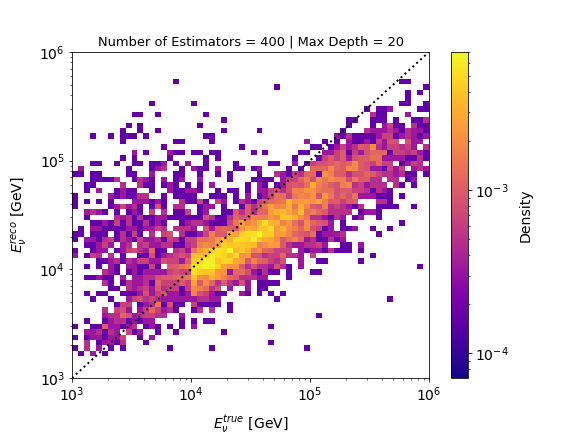 Number of Estimators = 400 | Max Depth = 20
10^6
10^5
10^4
10^3
E_ν^{reco} [GeV]
10^3 10^4 10^5 10^6
E_ν^{true} [GeV]
10^{-3}
10^{-4}
Density